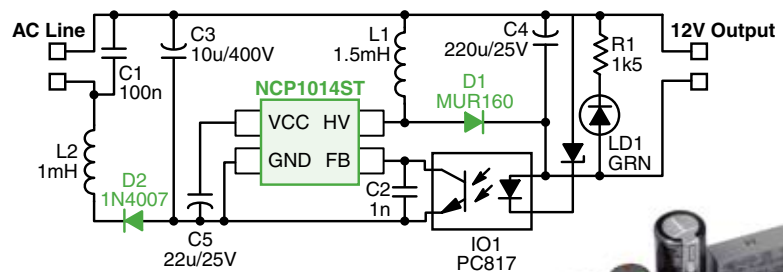 AC Line
C1
100n
C3
10u/400V
L1
1.5mH
C4
220u/25V
R1
1k5
12V Output
NCP1014ST
VCC HV
GND FB
D1
MUR160
LD1
GRN
L2
1mH
D2
1N4007
C2
1n
C5
22u/25V
IO1
PC817